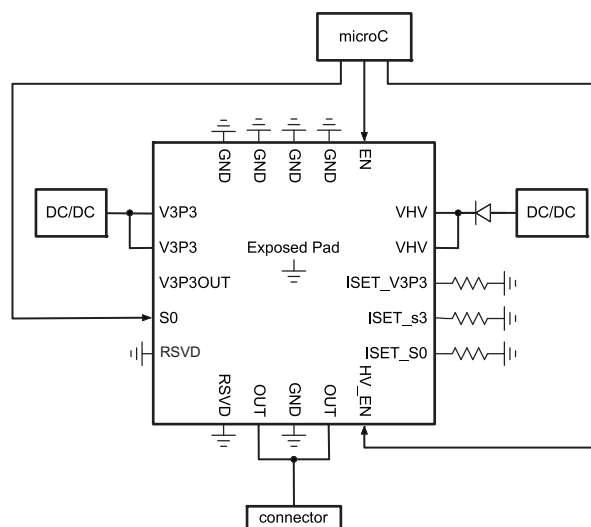 microC
GND
GND
GND
GND
EN
DC/DC
V3P3
V3P3
V3P3OUT
S0
RSVD
Exposed Pad
VHV
VHV
ISET_V3P3
ISET_s3
ISET_S0
DC/DC
RSVD
OUT
GND
OUT
HV_EN
connector